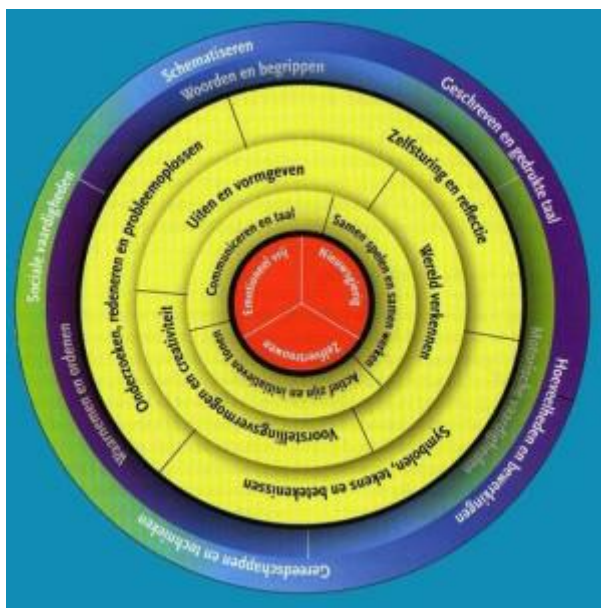 Schematiseren
Woorden en begrippen
Geschreven en gedrukte taal
Sociale vaardigheden
Hoeveelheden en bewerkingen
Motorische vaardigheden
Waarnemen en ordenen
Gereedschappen en technieken
Zelfsturing en reflectie
Onderzoeken, redeneren en probleemoplossen
Symbolen, tekens en betekenissen
Uiten en vormgeven
Wereld verkennen
Voorstellingsvermogen en creativiteit
Communiceren en taal
Samen spelen en samen werken
Actief zijn en initiatieven tonen
Emotioneel vrij
Nieuwsgierig
Zelfvertrouwen